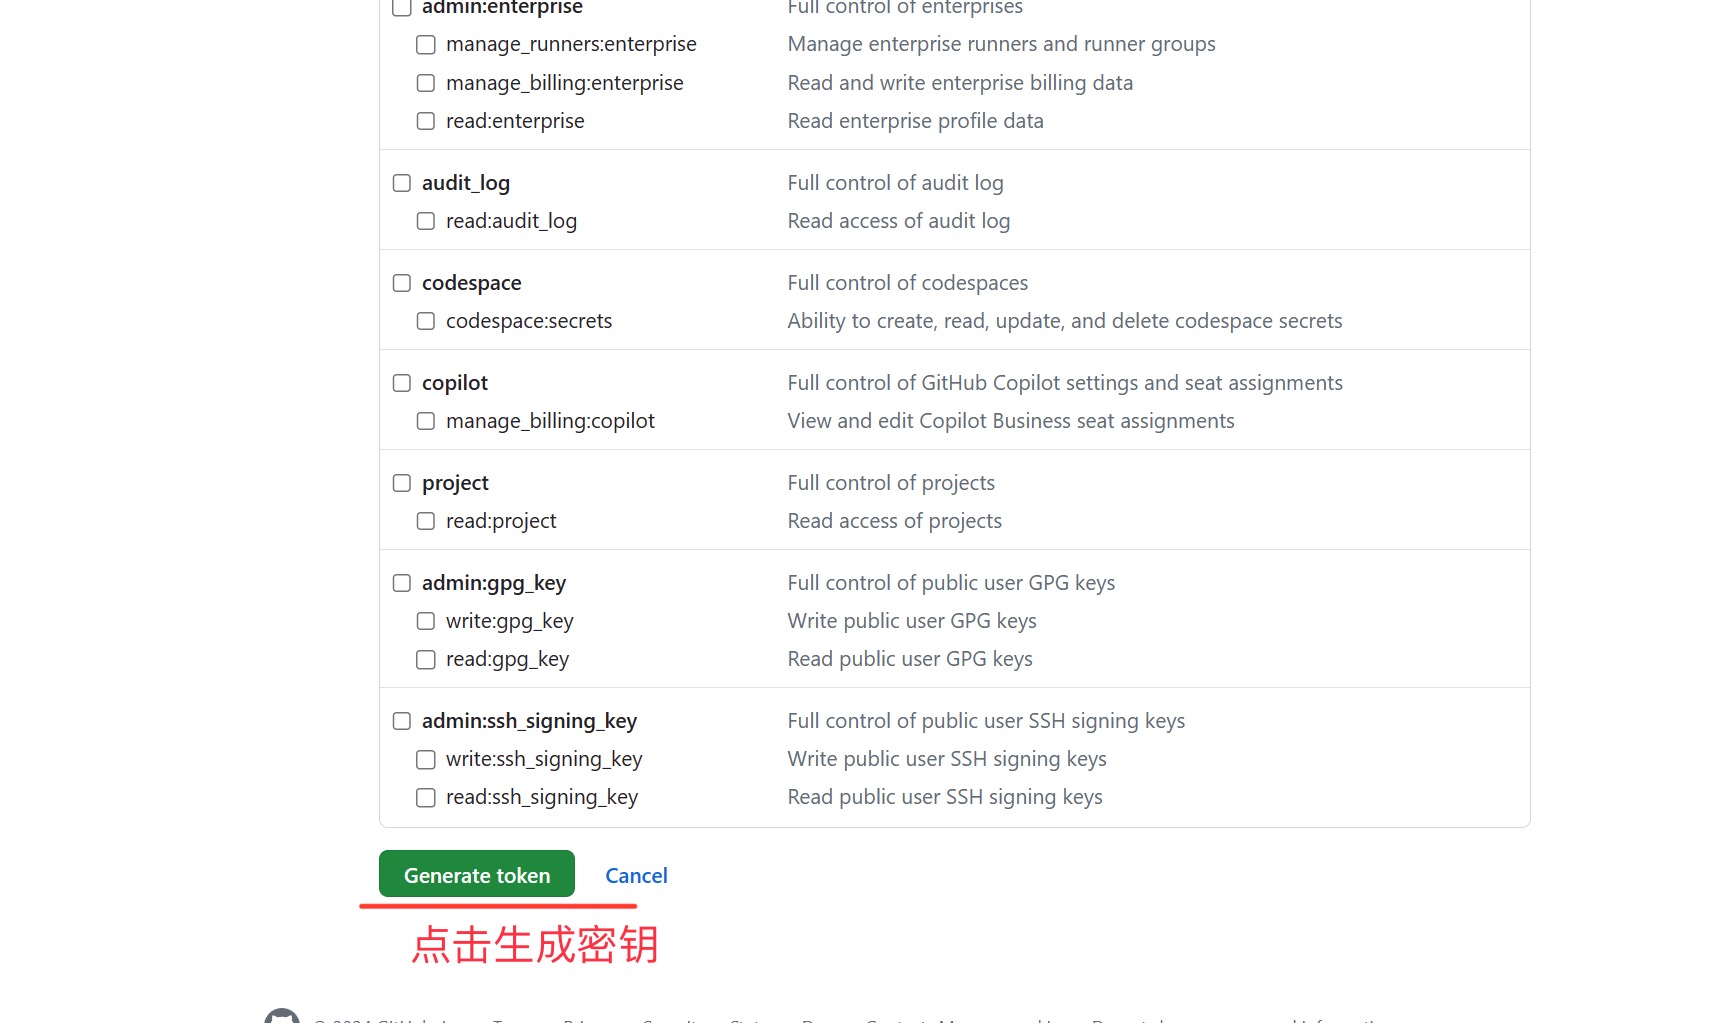 admin:enterprise Full control of enterprises
manage_runners:enterprise Manage enterprise runners and runner groups
manage_billing:enterprise Read and write enterprise billing data
read:enterprise Read enterprise profile data
audit_log Full control of audit log
read:audit_log Read access of audit log
codespace Full control of codespaces
codespace:secrets Ability to create, read, update, and delete codespace secrets
copilot Full control of GitHub Copilot settings and seat assignments
manage_billing:copilot View and edit Copilot Business seat assignments
project Full control of projects
read:project Read access of projects
admin:gpg_key Full control of public user GPG keys
write:gpg_key Write public user GPG keys
read:gpg_key Read public user GPG keys
admin:ssh_signing_key Full control of public user SSH signing keys
write:ssh_signing_key Write public user SSH signing keys
read:ssh_signing_key Read public user SSH signing keys
Generate token Cancel
点击生成密钥